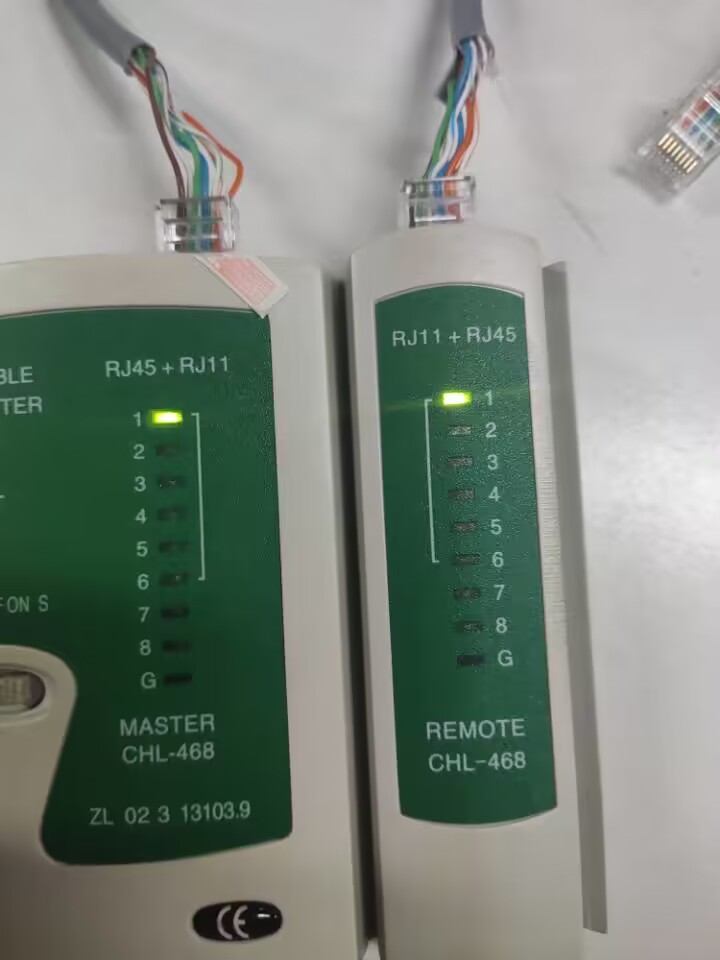 BLE
TER
RJ45 + RJ11
1
2
3
4
5
6
7
8
G
FON S
MASTER
CHL-468
ZL 02 3 13103.9
CE
RJ11 + RJ45
1
2
3
4
5
6
7
8
G
REMOTE
CHL-468